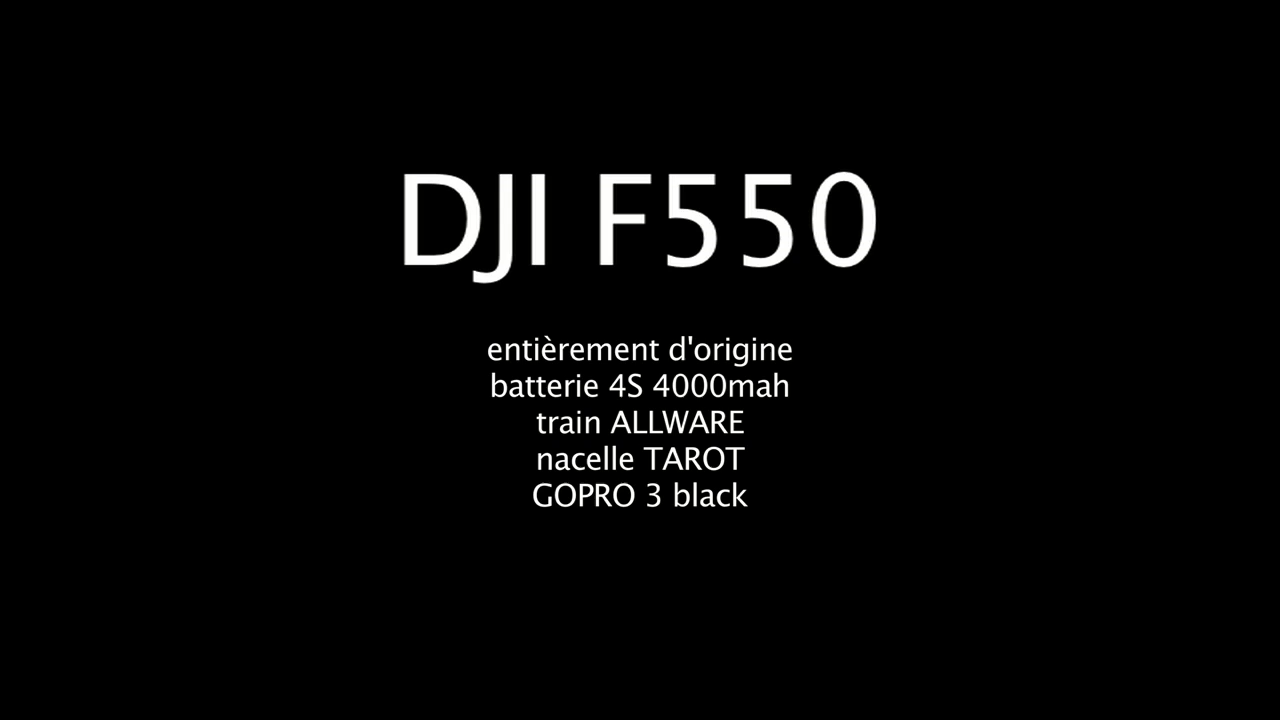 DJI F550
entièrement d'origine
batterie 4S 4000mah
train ALLWARE
nacelle TAROT
GOPRO 3 black